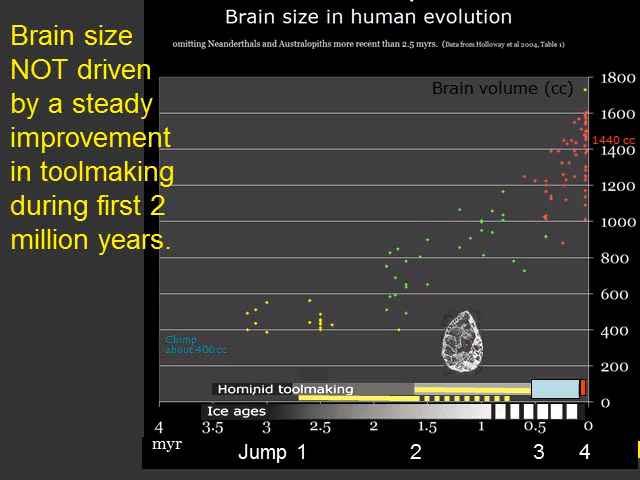 Brain size in human evolution
omitting Neanderthals and Australopiths more recent than 2.5 myrs. (Data from Holloway et al 2004, Table 1)
Brain size
NOT driven
by a steady
improvement
in toolmaking
during first 2
million years.
Brain volume (cc)
1800
1600
1440 cc
1400
1200
1000
800
600
400
200
0
Chimp
about 400 cc
Hominid toolmaking
Ice ages
4 3.5 3 2.5 2 1.5 1 0.5 0
myr
Jump 1 2 3 4